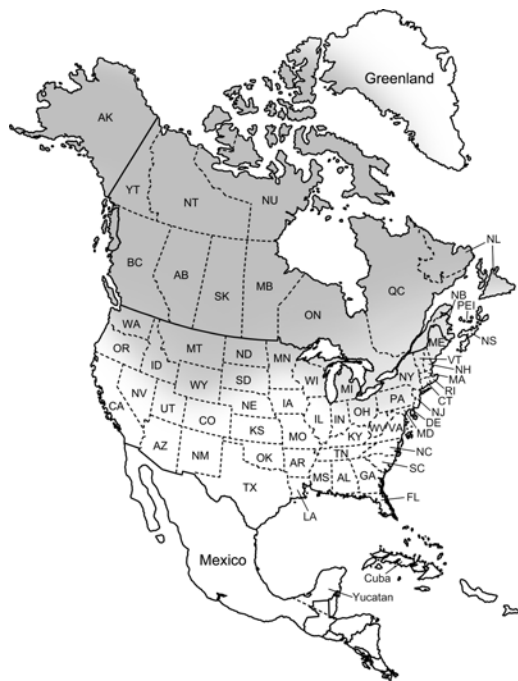 Greenland
AK
YT
NT
NU
BC
AB
SK
MB
ON
QC
NL
NB
PEI
NS
WA
OR
ID
MT
ND
MN
WI
MI
ME
VT
NH
MA
RI
CT
NY
PA
NJ
DE
MD
CA
NV
UT
WY
SD
NE
IA
IL
IN
OH
WV
VA
CO
KS
MO
KY
NC
TN
SC
AZ
NM
OK
AR
MS
AL
GA
TX
LA
FL
Mexico
Cuba
Yucatan